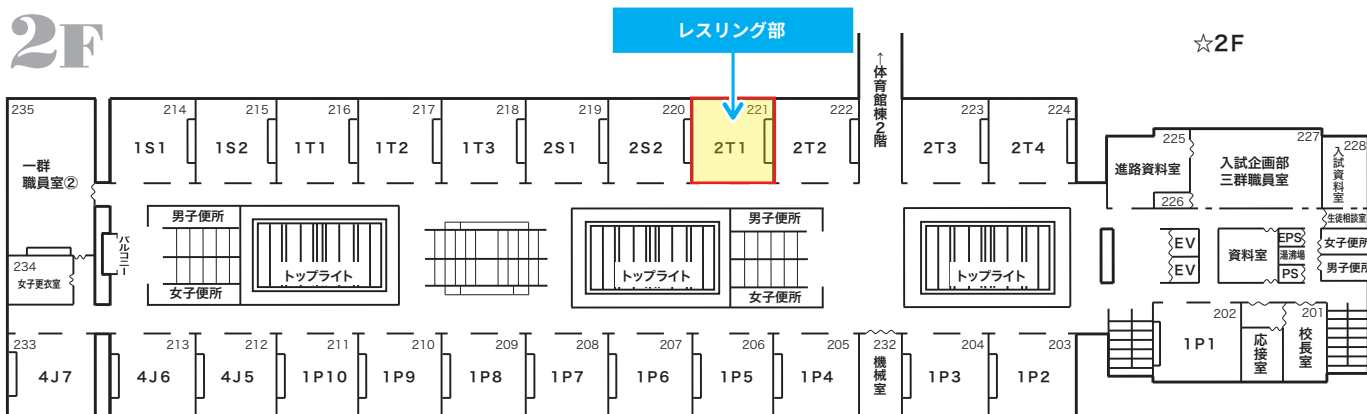 2F
レスリング部
☆2F
↑体育館棟2階
235
一群
職員室②
214
1S1
215
1S2
216
1T1
217
1T2
218
1T3
219
2S1
220
2S2
221
2T1
222
2T2
223
2T3
224
2T4
225
進路資料室
226
227
入試企画部
三群職員室
228
入試資料室
生徒相談室
男子便所
女子便所
トップライト
トップライト
男子便所
女子便所
トップライト
バルコニー
234
女子更衣室
EV
EV
資料室
EPS
湯沸場
PS
女子便所
男子便所
233
4J7
213
4J6
212
4J5
211
1P10
210
1P9
209
1P8
208
1P7
207
1P6
206
1P5
205
1P4
232
機械室
204
1P3
203
1P2
202
1P1
応接室
201
校長室